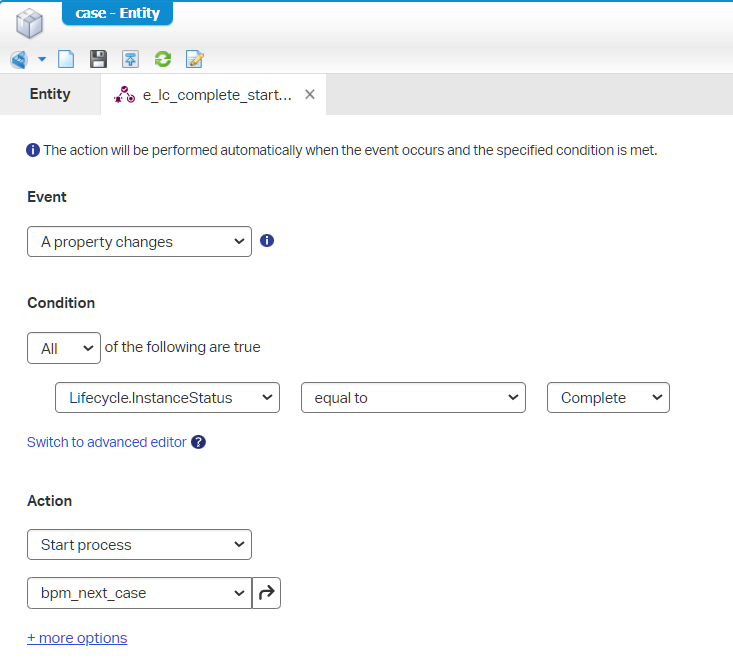 case - Entity
Entity
e_lc_complete_start...
The action will be performed automatically when the event occurs and the specified condition is met.
Event
A property changes
Condition
All of the following are true
Lifecycle.InstanceStatus equal to Complete
Switch to advanced editor ?
Action
Start process
bpm_next_case
+ more options